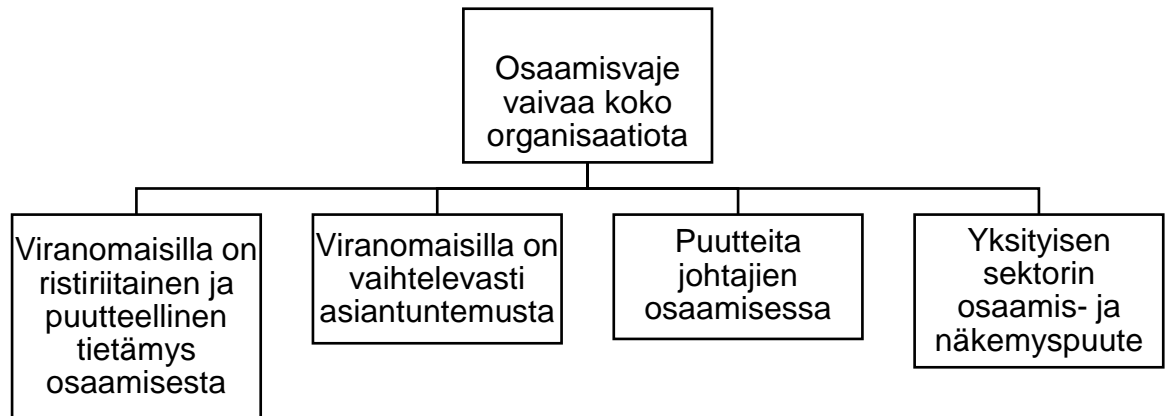 Osaamisvaje
vaivaa koko
organisaatiota
Viranomaisilla on
ristiriitainen ja
puutteellinen
tietämys
osaamisesta
Viranomaisilla on
vaihtelevasti
asiantuntemusta
Puutteita
johtajien
osaamisessa
Yksityisen
sektorin
osaamis- ja
näkemyspuute